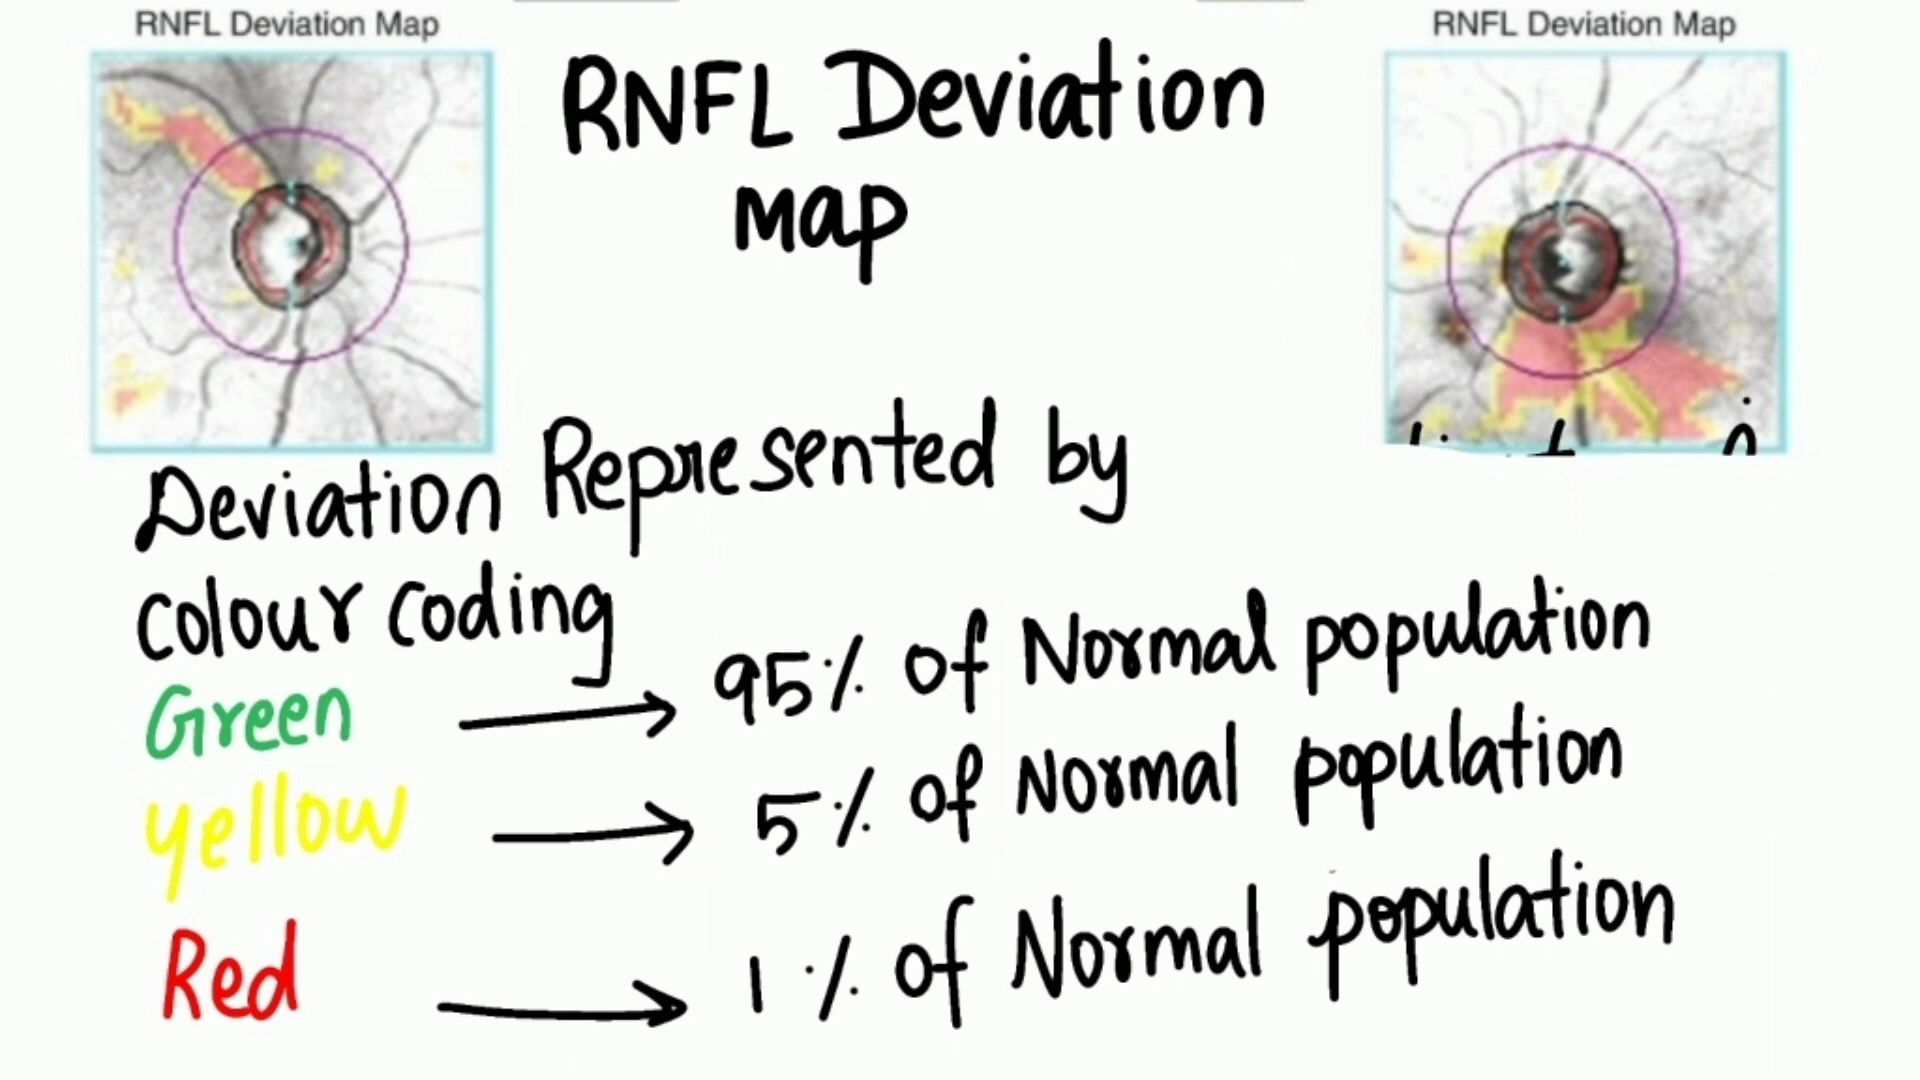 RNFL Deviation Map
RNFL Deviation Map
RNFL Deviation
map
Deviation Represented by
colour coding
Green → 95% of Normal population
yellow → 5% of Normal population
Red → 1% of Normal population